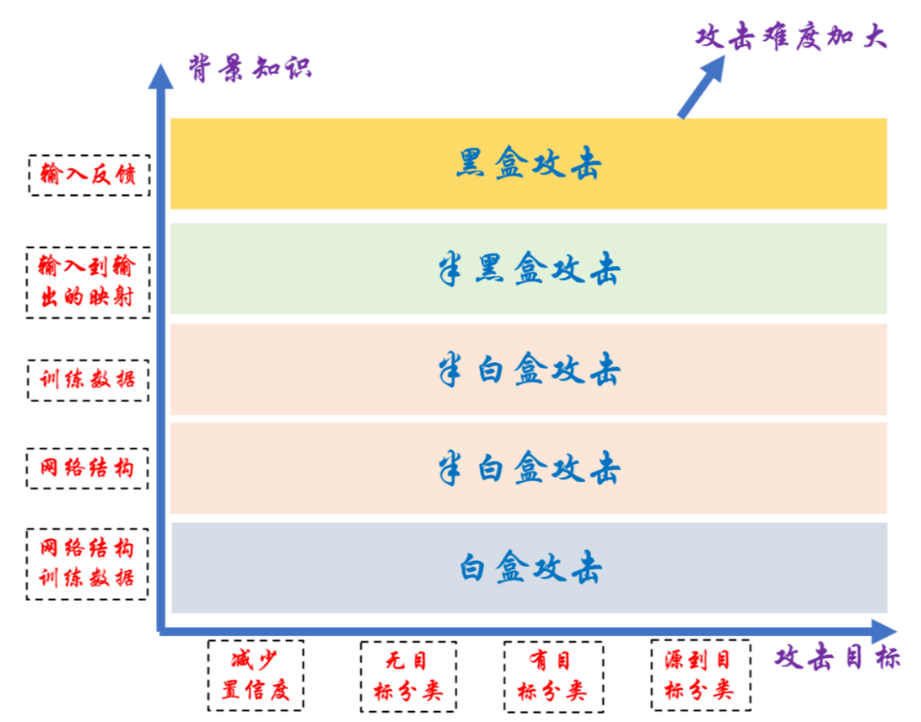 攻击难度加大
背景知识
输入反馈
黑盒攻击
输入到输
出的映射
半黑盒攻击
训练数据
半白盒攻击
网络结构
半白盒攻击
网络结构
训练数据
白盒攻击
减少
置信度
无目
标分类
有目
标分类
源到目
标分类
攻击目标